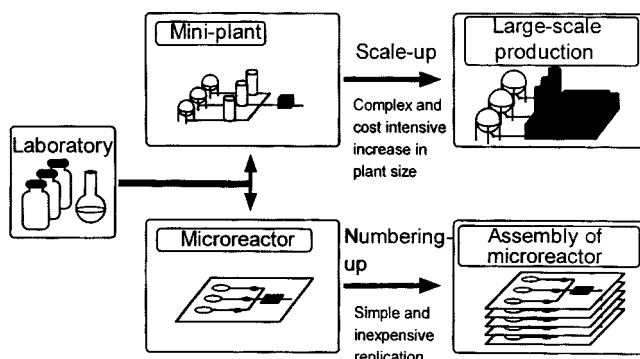 Mini-plant
Large-scale
production
Scale-up
Complex and
cost intensive
increase in
plant size
Laboratory
Microreactor
Numbering-
up
Assembly of
microreactor
Simple and
inexpensive
replication